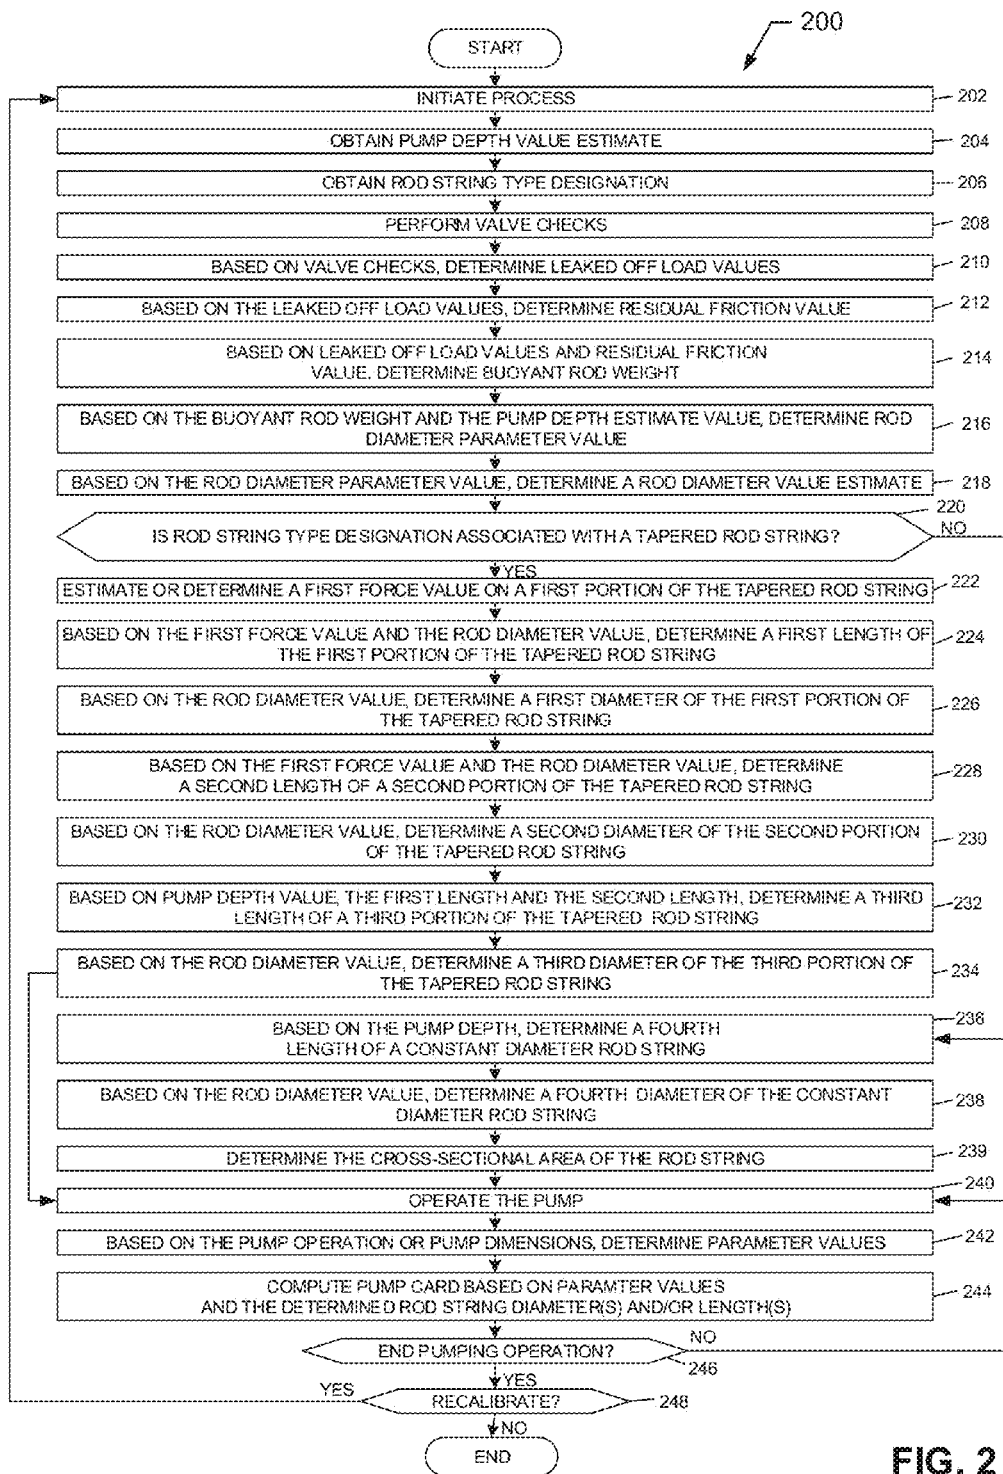 200
START
INITIATE PROCESS
202
OBTAIN PUMP DEPTH VALUE ESTIMATE
204
OBTAIN ROD STRING TYPE DESIGNATION
206
PERFORM VALVE CHECKS
208
BASED ON VALVE CHECKS, DETERMINE LEAKED OFF LOAD VALUES
210
BASED ON THE LEAKED OFF LOAD VALUES, DETERMINE RESIDUAL FRICTION VALUE
212
BASED ON LEAKED OFF LOAD VALUES AND RESIDUAL FRICTION
VALUE, DETERMINE BUOYANT ROD WEIGHT
214
BASED ON THE BUOYANT ROD WEIGHT AND THE PUMP DEPTH ESTIMATE VALUE, DETERMINE ROD
DIAMETER PARAMETER VALUE
216
BASED ON THE ROD DIAMETER PARAMETER VALUE, DETERMINE A ROD DIAMETER VALUE ESTIMATE
218
220
IS ROD STRING TYPE DESIGNATION ASSOCIATED WITH A TAPERED ROD STRING?
NO
YES
ESTIMATE OR DETERMINE A FIRST FORCE VALUE ON A FIRST PORTION OF THE TAPERED ROD STRING
222
BASED ON THE FIRST FORCE VALUE AND THE ROD DIAMETER VALUE, DETERMINE A FIRST LENGTH OF
THE FIRST PORTION OF THE TAPERED ROD STRING
224
BASED ON THE ROD DIAMETER VALUE, DETERMINE A FIRST DIAMETER OF THE FIRST PORTION OF
THE TAPERED ROD STRING
226
BASED ON THE FIRST FORCE VALUE AND THE ROD DIAMETER VALUE, DETERMINE
A SECOND LENGTH OF A SECOND PORTION OF THE TAPERED ROD STRING
228
BASED ON THE ROD DIAMETER VALUE, DETERMINE A SECOND DIAMETER OF THE SECOND PORTION
OF THE TAPERED ROD STRING
230
BASED ON PUMP DEPTH VALUE, THE FIRST LENGTH AND THE SECOND LENGTH, DETERMINE A THIRD
LENGTH OF A THIRD PORTION OF THE TAPERED ROD STRING
232
BASED ON THE ROD DIAMETER VALUE, DETERMINE A THIRD DIAMETER OF THE THIRD PORTION OF
THE TAPERED ROD STRING
234
236
BASED ON THE PUMP DEPTH, DETERMINE A FOURTH
LENGTH OF A CONSTANT DIAMETER ROD STRING
BASED ON THE ROD DIAMETER VALUE, DETERMINE A FOURTH DIAMETER OF THE CONSTANT
DIAMETER ROD STRING
238
DETERMINE THE CROSS-SECTIONAL AREA OF THE ROD STRING
239
240
OPERATE THE PUMP
BASED ON THE PUMP OPERATION OR PUMP DIMENSIONS, DETERMINE PARAMETER VALUES
242
COMPUTE PUMP CARD BASED ON PARAMTER VALUES
AND THE DETERMINED ROD STRING DIAMETER(S) AND/OR LENGTH(S)
244
END PUMPING OPERATION?
NO
246
YES
YES
RECALIBRATE?
248
NO
END
FIG. 2